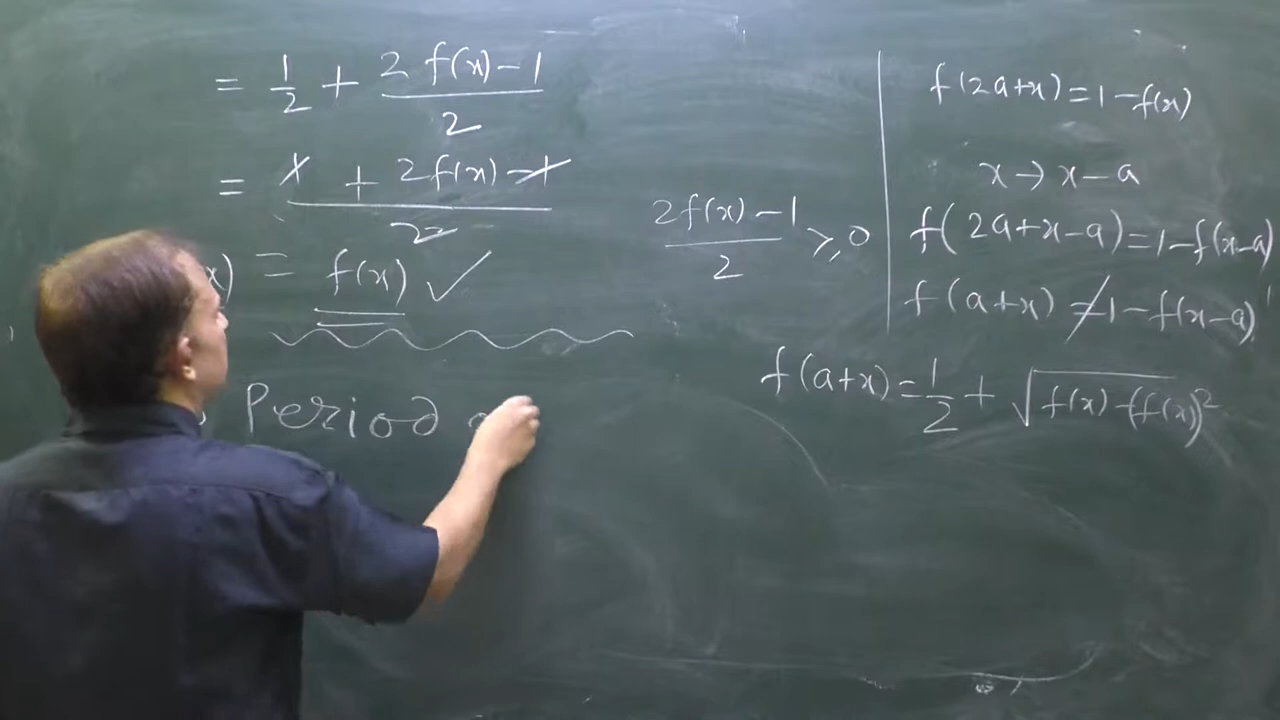 = 1/2 + (2 f(x) - 1)/2
= (1 + 2f(x) - 1)/2
x) = f(x) ✓
Period
(2f(x) - 1)/2 ⩾ 0
f(2a+x) = 1 - f(x)
x → x - a
f(2a+x-a) = 1 - f(x-a)
f(a+x) ≠ 1 - f(x-a)
f(a+x) = 1/2 + √(f(x) - (f(x))²)